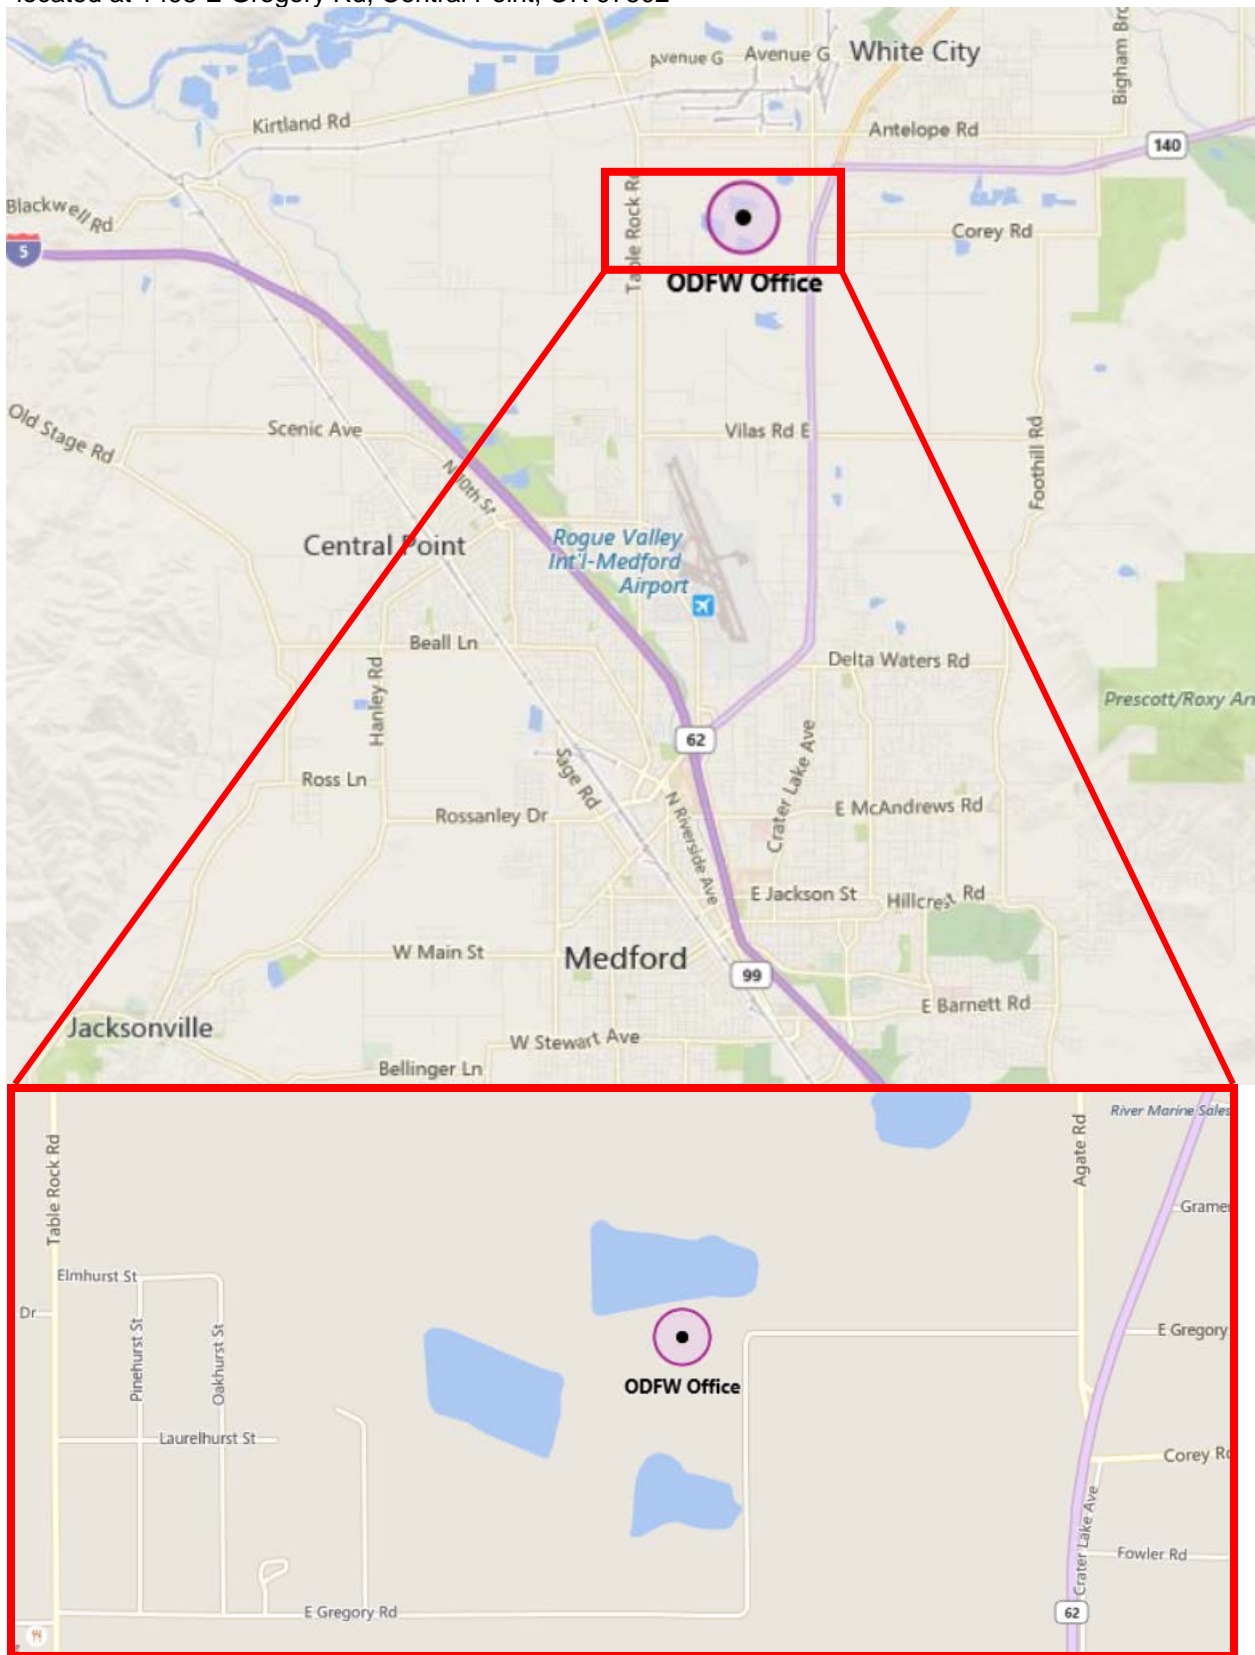 Avenue G Avenue G White City
Bigham Bro
Kirtland Rd
Antelope Rd
140
Blackwell Rd
5
Table Rock Rd
Corey Rd
ODFW Office
Old Stage Rd
Scenic Ave
Vilas Rd E
Foothill Rd
N 10th St
Central Point
Rogue Valley
Int'l-Medford
Airport
Beall Ln
Delta Waters Rd
Hanley Rd
Prescott/Roxy An
62
Sage Rd
Crater Lake Ave
Ross Ln
Rossanley Dr
N Riverside Ave
E McAndrews Rd
E Jackson St
Hillcrest Rd
W Main St
Medford
99
E Barnett Rd
Jacksonville
W Stewart Ave
Bellinger Ln
River Marine Sales
Table Rock Rd
Agate Rd
Gramer
Elmhurst St
Dr
Pinehurst St
Oakhurst St
E Gregory
ODFW Office
Laurelhurst St
Corey Rd
Crater Lake Ave
Fowler Rd
E Gregory Rd
62